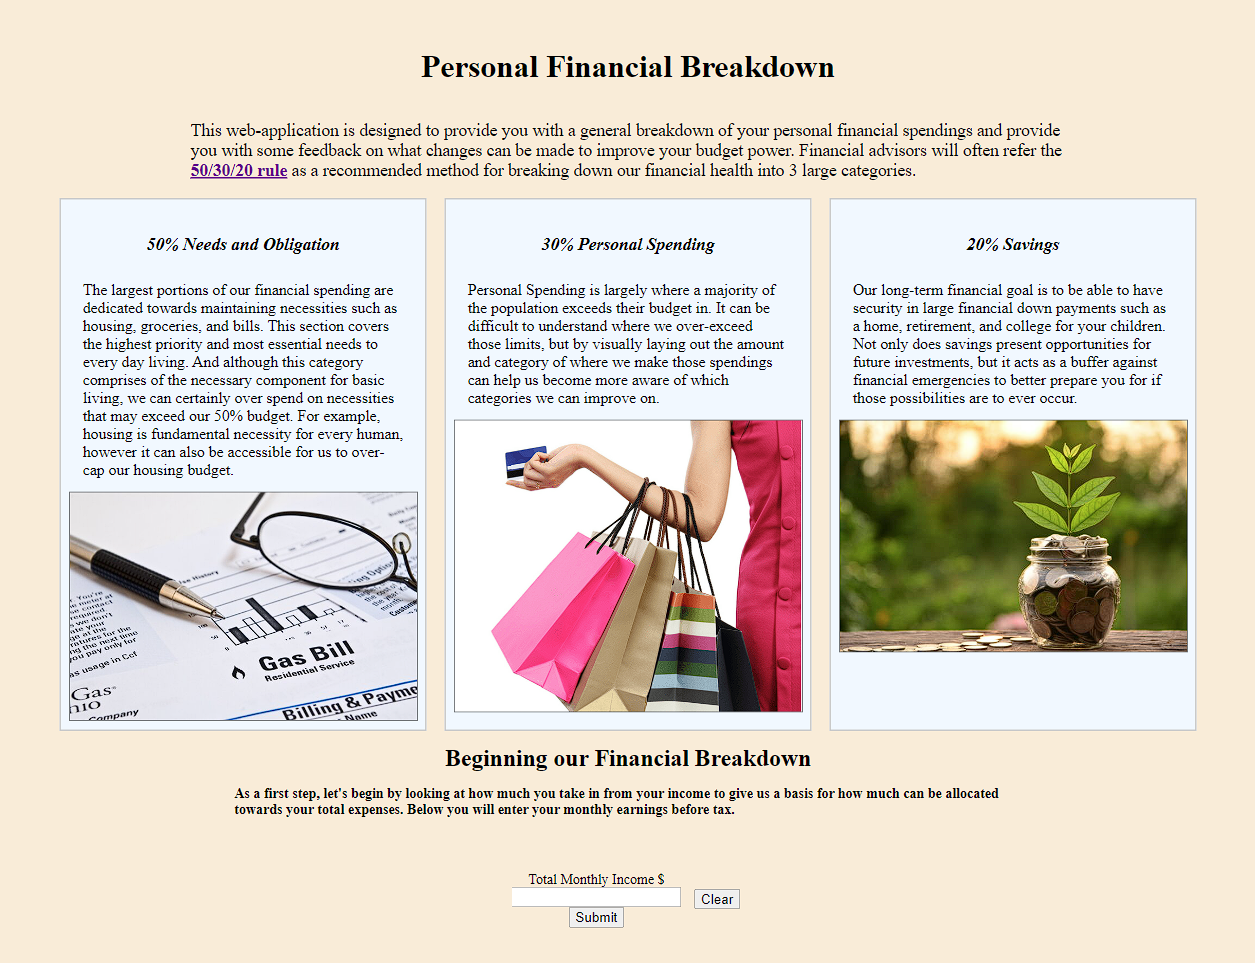 Personal Financial Breakdown
This web-application is designed to provide you with a general breakdown of your personal financial spendings and provide
you with some feedback on what changes can be made to improve your budget power. Financial advisors will often refer the
50/30/20 rule as a recommended method for breaking down our financial health into 3 large categories.
50% Needs and Obligation
The largest portions of our financial spending are
dedicated towards maintaining necessities such as
housing, groceries, and bills. This section covers
the highest priority and most essential needs to
every day living. And although this category
comprises of the necessary component for basic
living, we can certainly over spend on necessities
that may exceed our 50% budget. For example,
housing is fundamental necessity for every human,
however it can also be accessible for us to over-
cap our housing budget.
Gas Bill
Residential Service
Billing & Payme
Name
Gas
Company
as usage in Ccf
30% Personal Spending
Personal Spending is largely where a majority of
the population exceeds their budget in. It can be
difficult to understand where we over-exceed
those limits, but by visually laying out the amount
and category of where we make those spendings
can help us become more aware of which
categories we can improve on.
20% Savings
Our long-term financial goal is to be able to have
security in large financial down payments such as
a home, retirement, and college for your children.
Not only does savings present opportunities for
future investments, but it acts as a buffer against
financial emergencies to better prepare you for if
those possibilities are to ever occur.
Beginning our Financial Breakdown
As a first step, let's begin by looking at how much you take in from your income to give us a basis for how much can be allocated
towards your total expenses. Below you will enter your monthly earnings before tax.
Total Monthly Income $
Clear
Submit